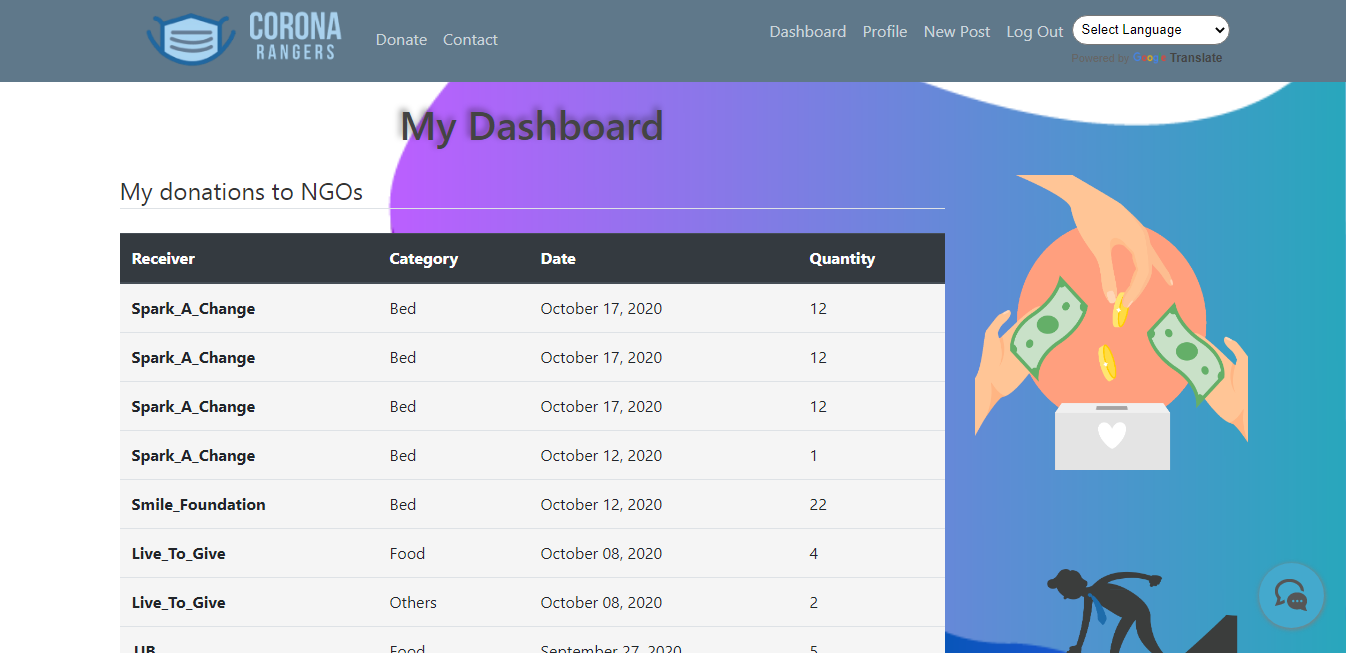 CORONA
RANGERS
Donate Contact
Dashboard Profile New Post Log Out Select Language
Powered by Google Translate
My Dashboard
My donations to NGOs
Receiver Category Date Quantity
Spark_A_Change Bed October 17, 2020 12
Spark_A_Change Bed October 17, 2020 12
Spark_A_Change Bed October 17, 2020 12
Spark_A_Change Bed October 12, 2020 1
Smile_Foundation Bed October 12, 2020 22
Live_To_Give Food October 08, 2020 4
Live_To_Give Others October 08, 2020 2
Food September 27, 2020 5